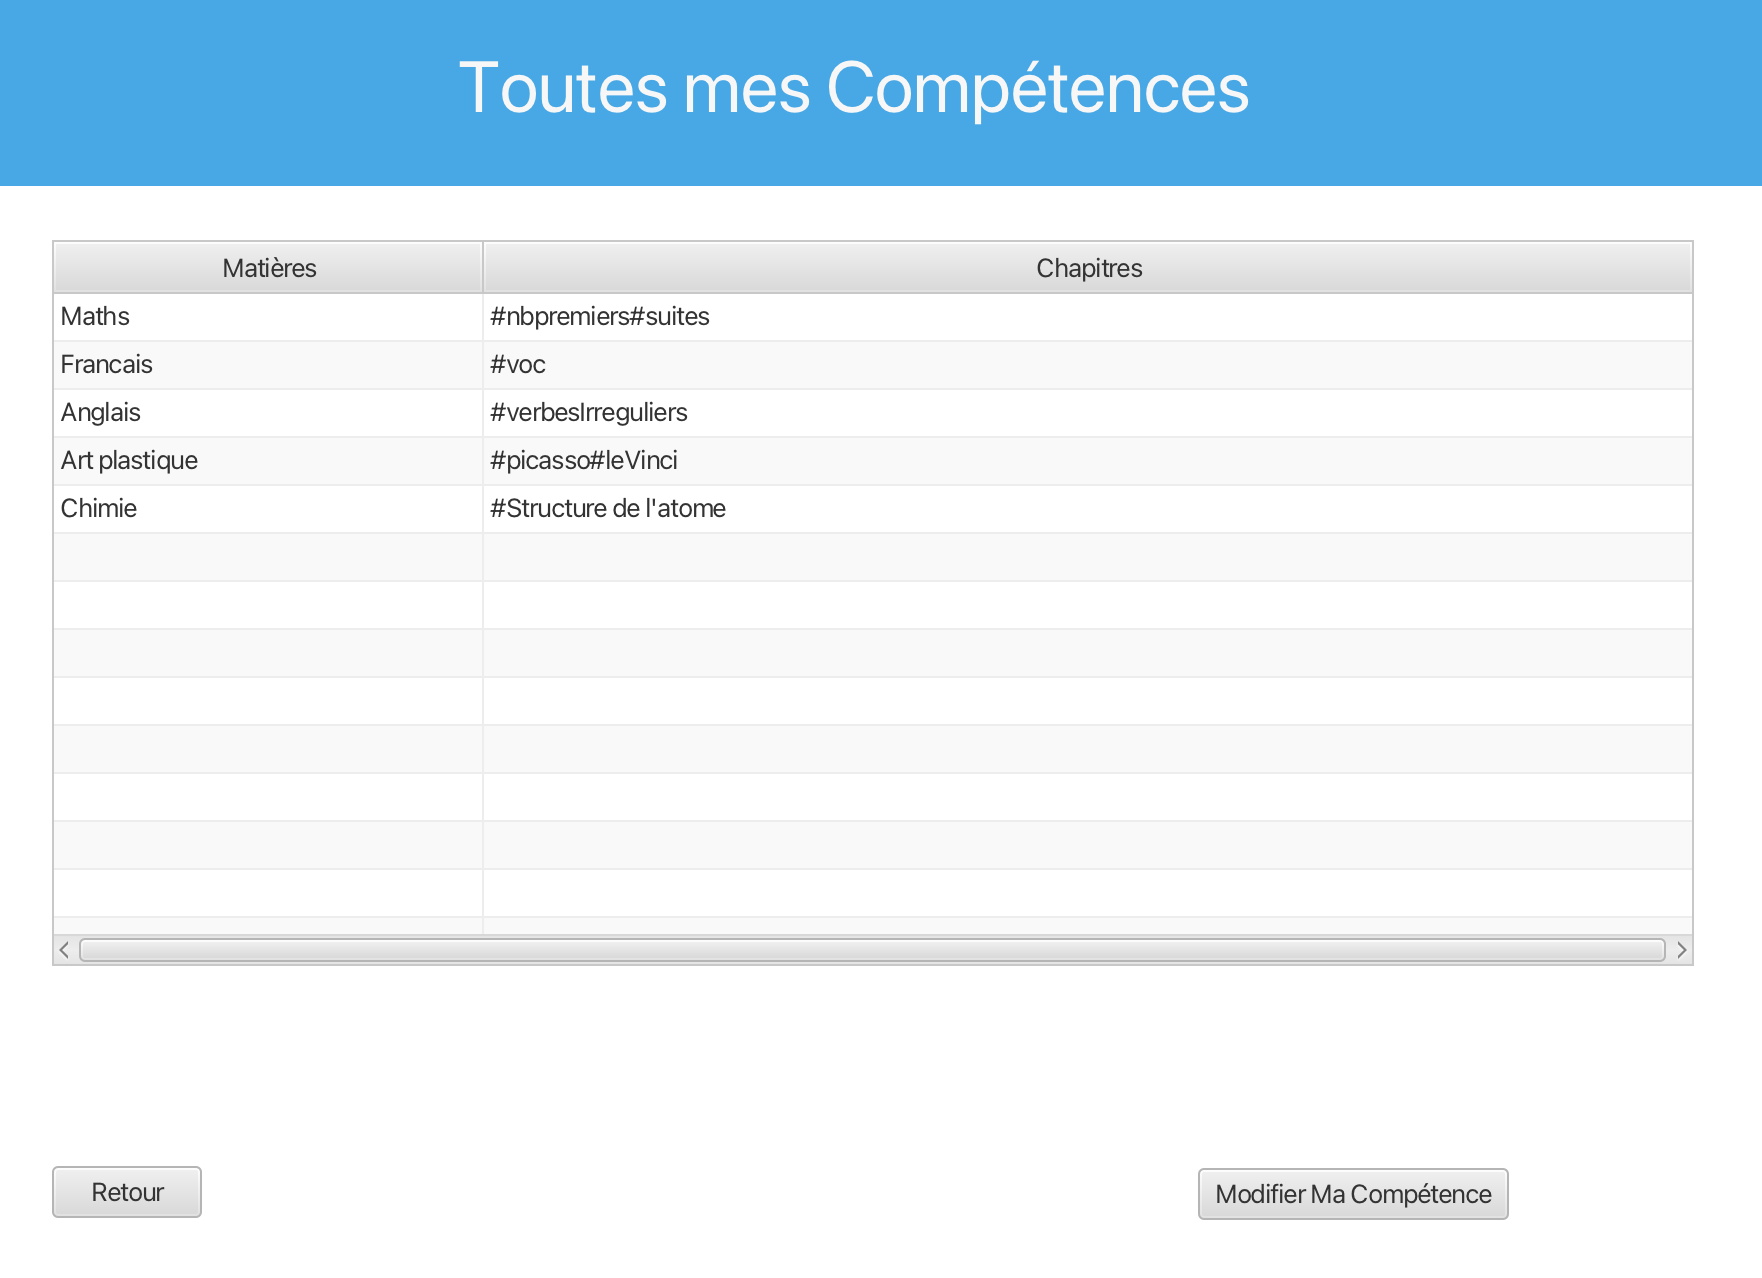 Toutes mes Compétences
Matières Chapitres
Maths #nbpremiers#suites
Francais #voc
Anglais #verbesIrreguliers
Art plastique #picasso#leVinci
Chimie #Structure de l'atome
Retour Modifier Ma Compétence